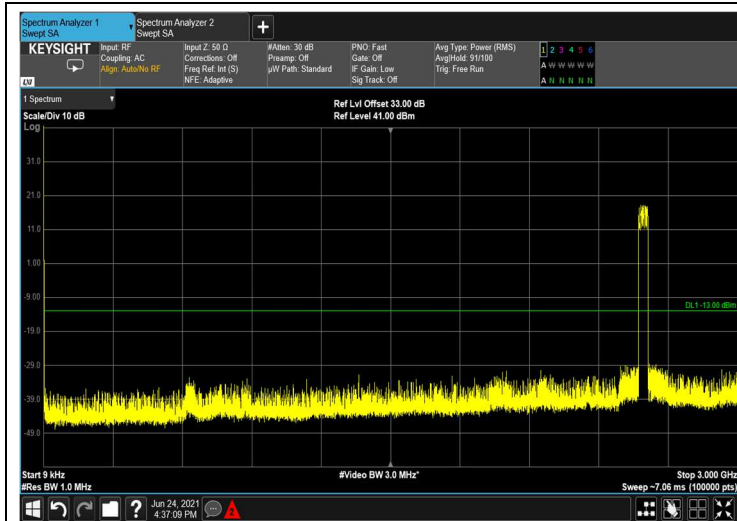 Spectrum Analyzer 1
Swept SA
Spectrum Analyzer 2
Swept SA
+
KEYSIGHT
LXI
Input: RF
Coupling: AC
Align: Auto/No RF
Input Z: 50 Ω
Corrections: Off
Freq Ref: Int (S)
NFE: Adaptive
#Atten: 30 dB
Preamp: Off
µW Path: Standard
PNO: Fast
Gate: Off
IF Gain: Low
Sig Track: Off
Avg Type: Power (RMS)
Avg|Hold: 91/100
Trig: Free Run
1 2 3 4 5 6
A W W W W W
A N N N N N
1 Spectrum
Scale/Div 10 dB
Log
Ref Lvl Offset 33.00 dB
Ref Level 41.00 dBm
31.0
21.0
11.0
1.00
-9.00
DL1 -13.00 dBm
-19.0
-29.0
-39.0
-49.0
Start 9 kHz
#Res BW 1.0 MHz
#Video BW 3.0 MHz*
Stop 3.000 GHz
Sweep ~7.06 ms (100000 pts)
?
Jun 24, 2021
4:37:09 PM